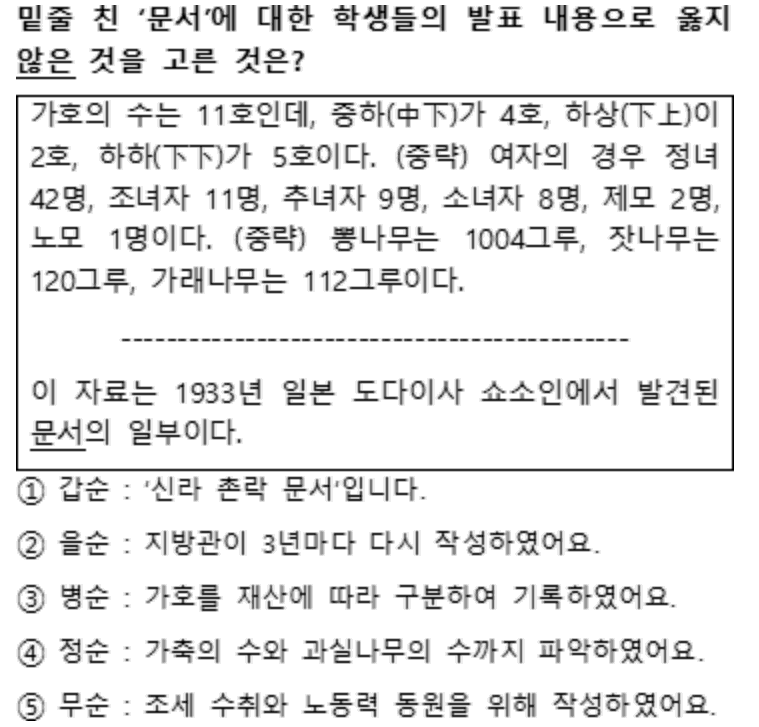 밑줄 친 '문서'에 대한 학생들의 발표 내용으로 옳지
않은 것을 고른 것은?
가호의 수는 11호인데, 중하(中下)가 4호, 하상(下上)이
2호, 하하(下下)가 5호이다. (중략) 여자의 경우 정녀
42명, 조녀자 11명, 추녀자 9명, 소녀자 8명, 제모 2명,
노모 1명이다. (중략) 뽕나무는 1004그루, 잣나무는
120그루, 가래나무는 112그루이다.
--------------------------------------------
이 자료는 1933년 일본 도다이사 쇼소인에서 발견된
문서의 일부이다.
① 갑순 : '신라 촌락 문서'입니다.
② 을순 : 지방관이 3년마다 다시 작성하였어요.
③ 병순 : 가호를 재산에 따라 구분하여 기록하였어요.
④ 정순 : 가축의 수와 과실나무의 수까지 파악하였어요.
⑤ 무순 : 조세 수취와 노동력 동원을 위해 작성하였어요.